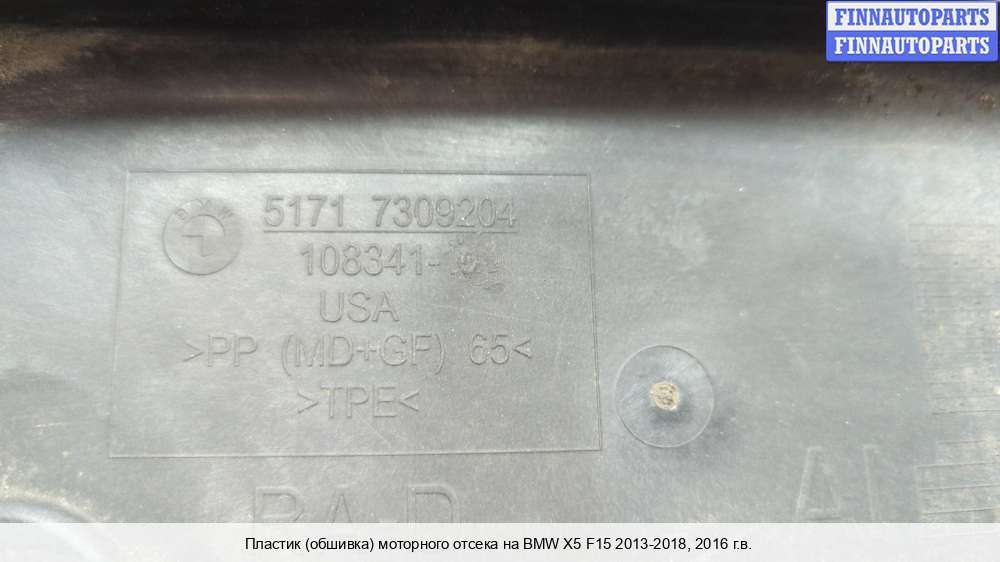 FINNAUTOPARTS
FINNAUTOPARTS
5171 7309204
USA
>PP (MD+GF) 65<
>TPE<
Пластик (обшивка) моторного отсека на BMW X5 F15 2013-2018, 2016 г.в.